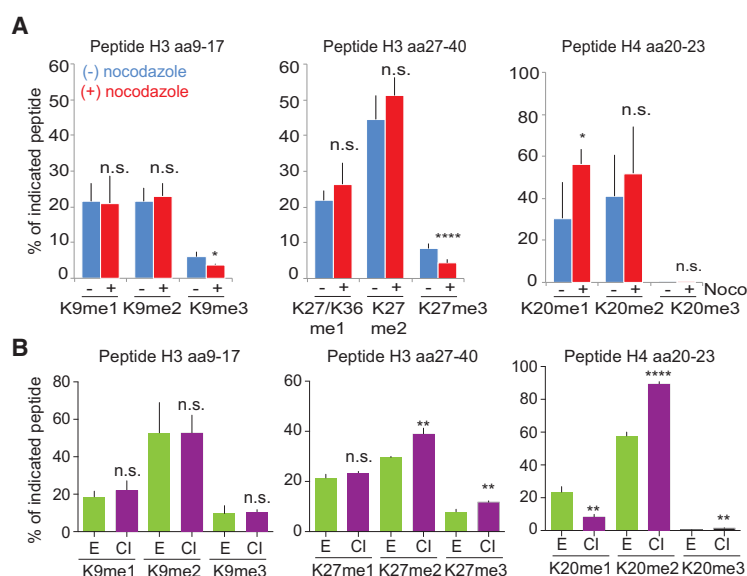 A
Peptide H3 aa9-17
Peptide H3 aa27-40
Peptide H4 aa20-23
% of indicated peptide
60
50
40
30
20
10
0
(-) nocodazole
(+) nocodazole
n.s.
n.s.
*
- + - + - +
K9me1 K9me2 K9me3
60
50
40
30
20
10
0
n.s.
n.s.
****
- + - + - +
K27/K36 K27 K27me3
me1 me2
100
80
60
40
20
0
*
n.s.
n.s.
- + - + - + Noco
K20me1 K20me2 K20me3
B
Peptide H3 aa9-17
Peptide H3 aa27-40
Peptide H4 aa20-23
% of indicated peptide
80
60
40
20
0
n.s.
n.s.
n.s.
E CI E CI E CI
K9me1 K9me2 K9me3
60
40
20
0
n.s.
**
**
E CI E CI E CI
K27me1 K27me2 K27me3
100
80
60
40
20
0
**
****
**
E CI E CI E CI
K20me1 K20me2 K20me3